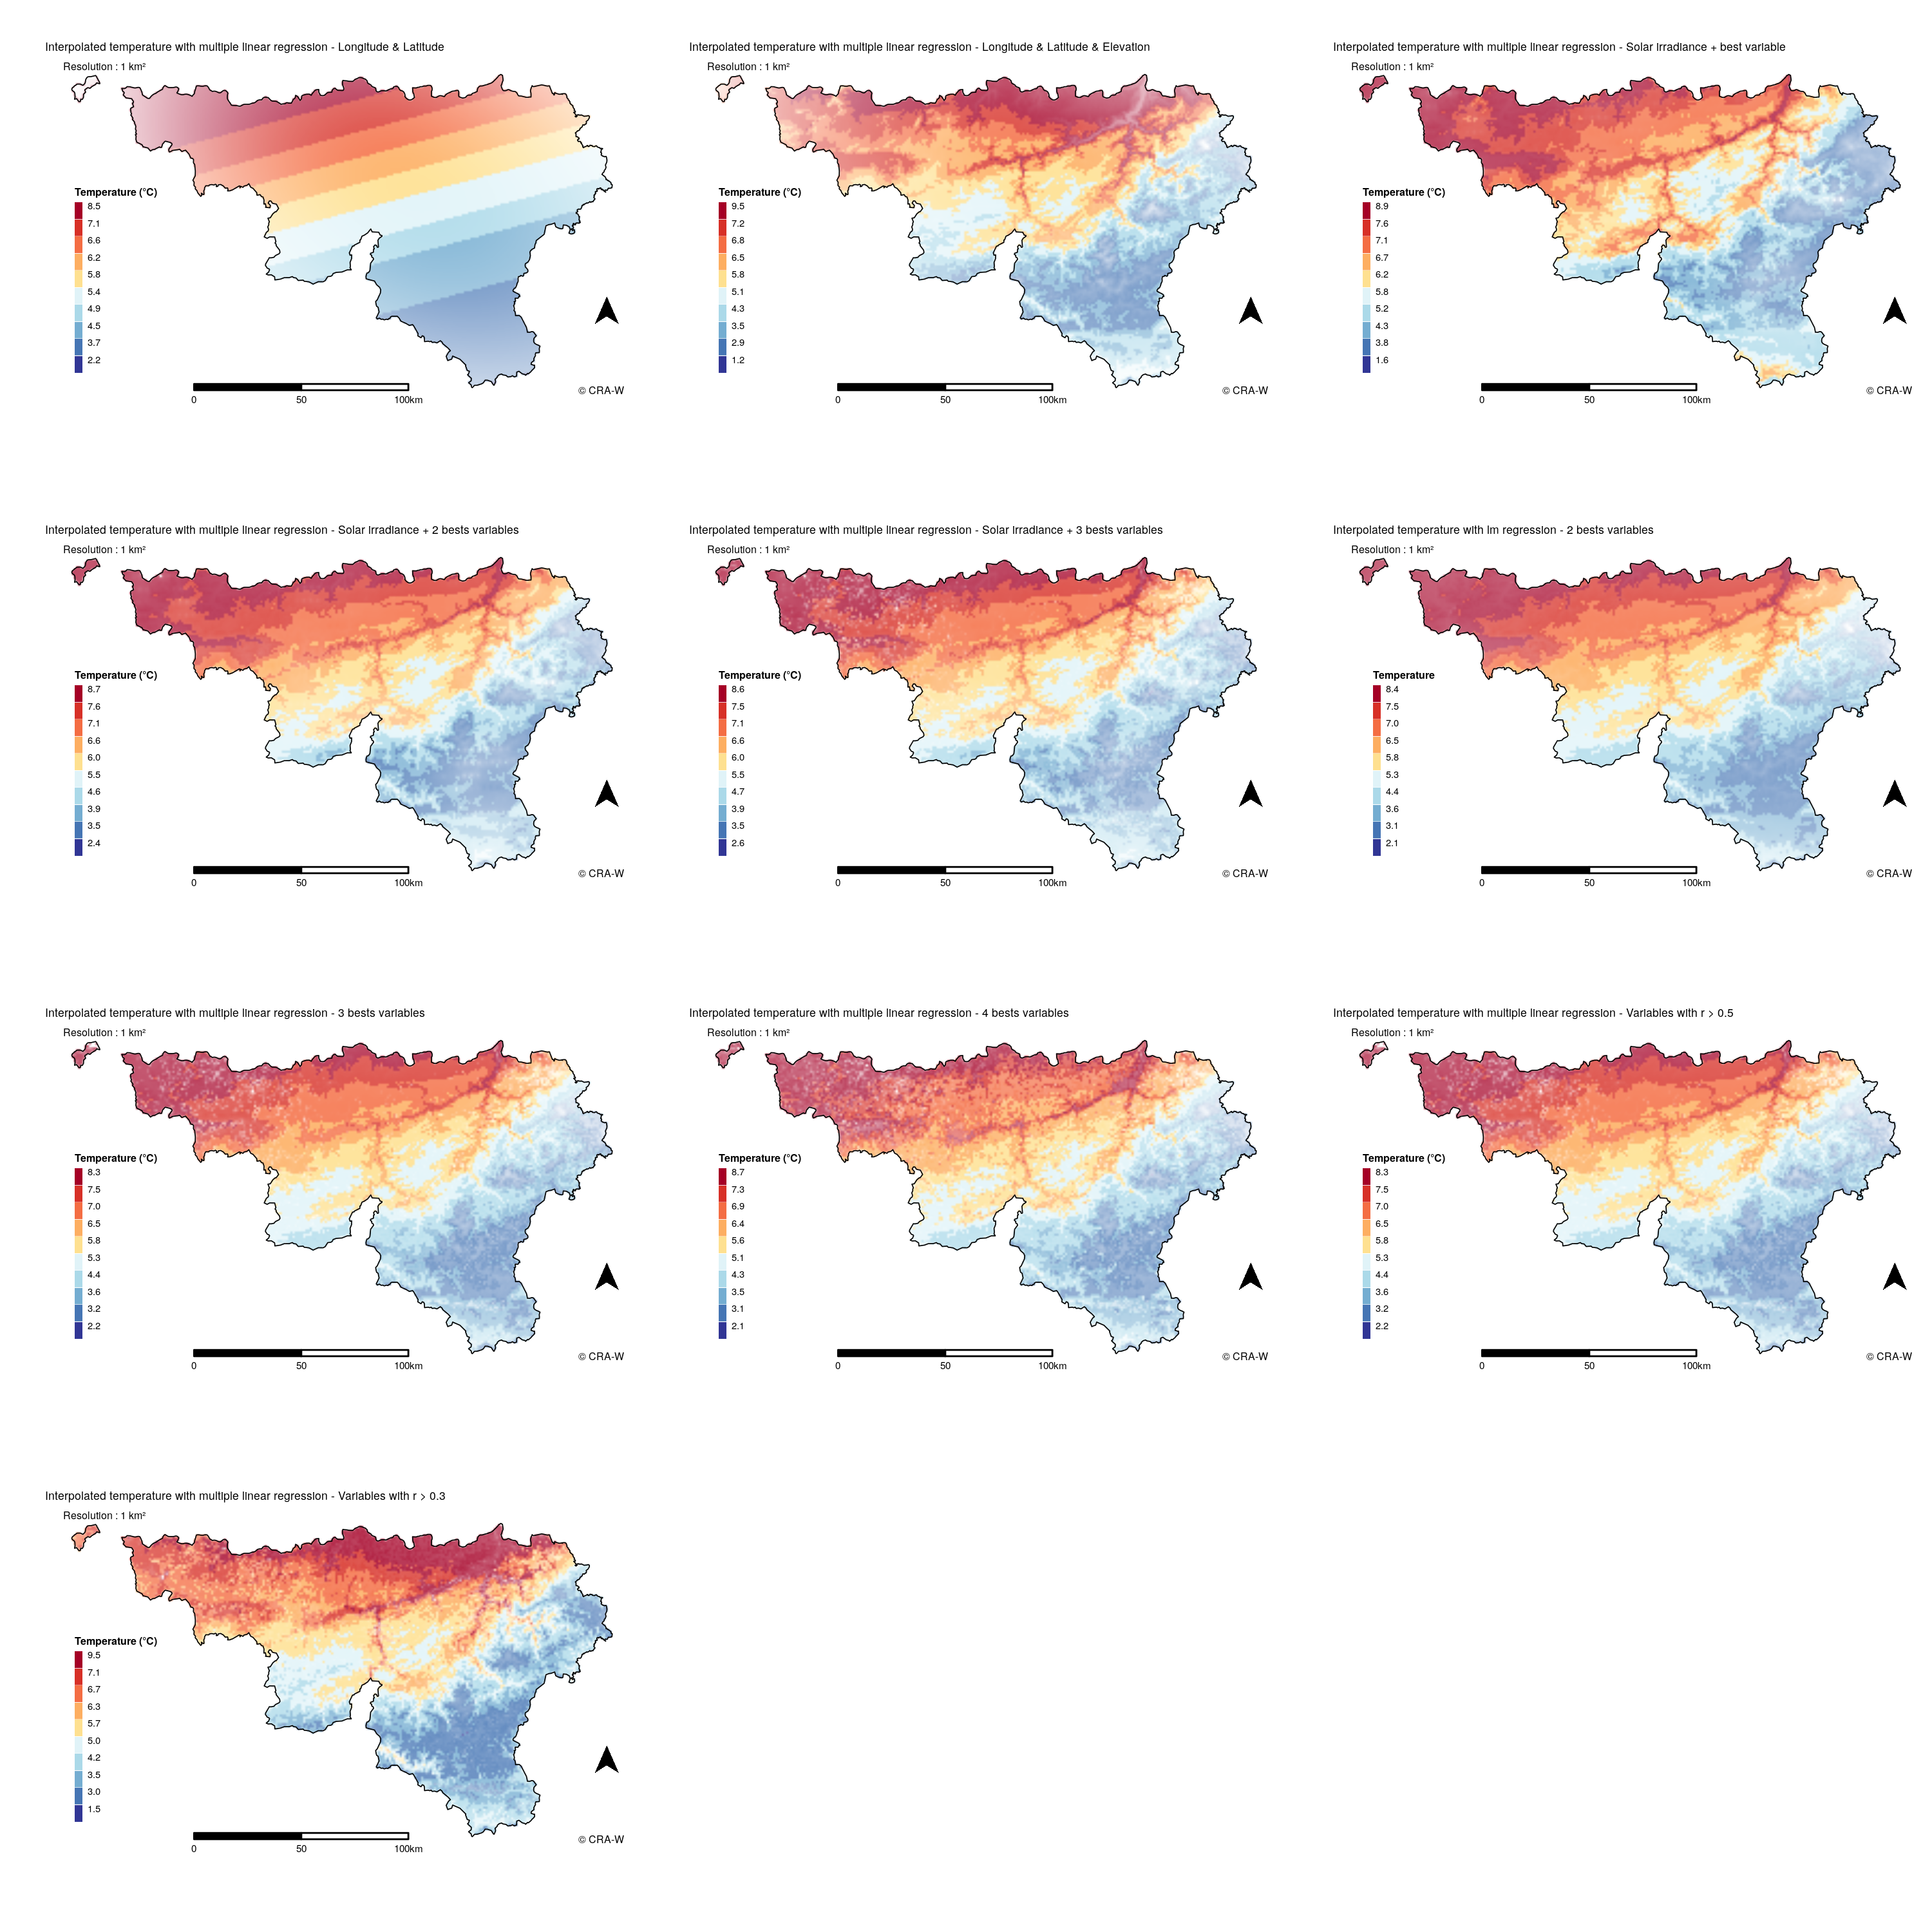 Interpolated temperature with multiple linear regression - Longitude & Latitude
Resolution : 1 km²
Temperature (°C)
8.5
7.1
6.6
6.2
5.8
5.4
4.9
4.5
3.7
2.2
0 50 100km
© CRA-W
Interpolated temperature with multiple linear regression - Longitude & Latitude & Elevation
Resolution : 1 km²
Temperature (°C)
9.5
7.2
6.8
6.5
5.8
5.1
4.3
3.5
2.9
1.2
0 50 100km
© CRA-W
Interpolated temperature with multiple linear regression - Solar irradiance + best variable
Resolution : 1 km²
Temperature (°C)
8.9
7.6
7.1
6.7
6.2
5.8
5.2
4.3
3.8
1.6
0 50 100km
© CRA-W
Interpolated temperature with multiple linear regression - Solar irradiance + 2 bests variables
Resolution : 1 km²
Temperature (°C)
8.7
7.6
7.1
6.6
6.0
5.5
4.6
3.9
3.5
2.4
0 50 100km
© CRA-W
Interpolated temperature with multiple linear regression - Solar irradiance + 3 bests variables
Resolution : 1 km²
Temperature (°C)
8.6
7.5
7.1
6.6
6.0
5.5
4.7
3.9
3.5
2.6
0 50 100km
© CRA-W
Interpolated temperature with lm regression - 2 bests variables
Resolution : 1 km²
Temperature
8.4
7.5
7.0
6.5
5.8
5.3
4.4
3.6
3.1
2.1
0 50 100km
© CRA-W
Interpolated temperature with multiple linear regression - 3 bests variables
Resolution : 1 km²
Temperature (°C)
8.3
7.5
7.0
6.5
5.8
5.3
4.4
3.6
3.2
2.2
0 50 100km
© CRA-W
Interpolated temperature with multiple linear regression - 4 bests variables
Resolution : 1 km²
Temperature (°C)
8.7
7.3
6.9
6.4
5.6
5.1
4.3
3.5
3.1
2.1
0 50 100km
© CRA-W
Interpolated temperature with multiple linear regression - Variables with r > 0.5
Resolution : 1 km²
Temperature (°C)
8.3
7.5
7.0
6.5
5.8
5.3
4.4
3.6
3.2
2.2
0 50 100km
© CRA-W
Interpolated temperature with multiple linear regression - Variables with r > 0.3
Resolution : 1 km²
Temperature (°C)
9.5
7.1
6.7
6.3
5.7
5.0
4.2
3.5
3.0
1.5
0 50 100km
© CRA-W